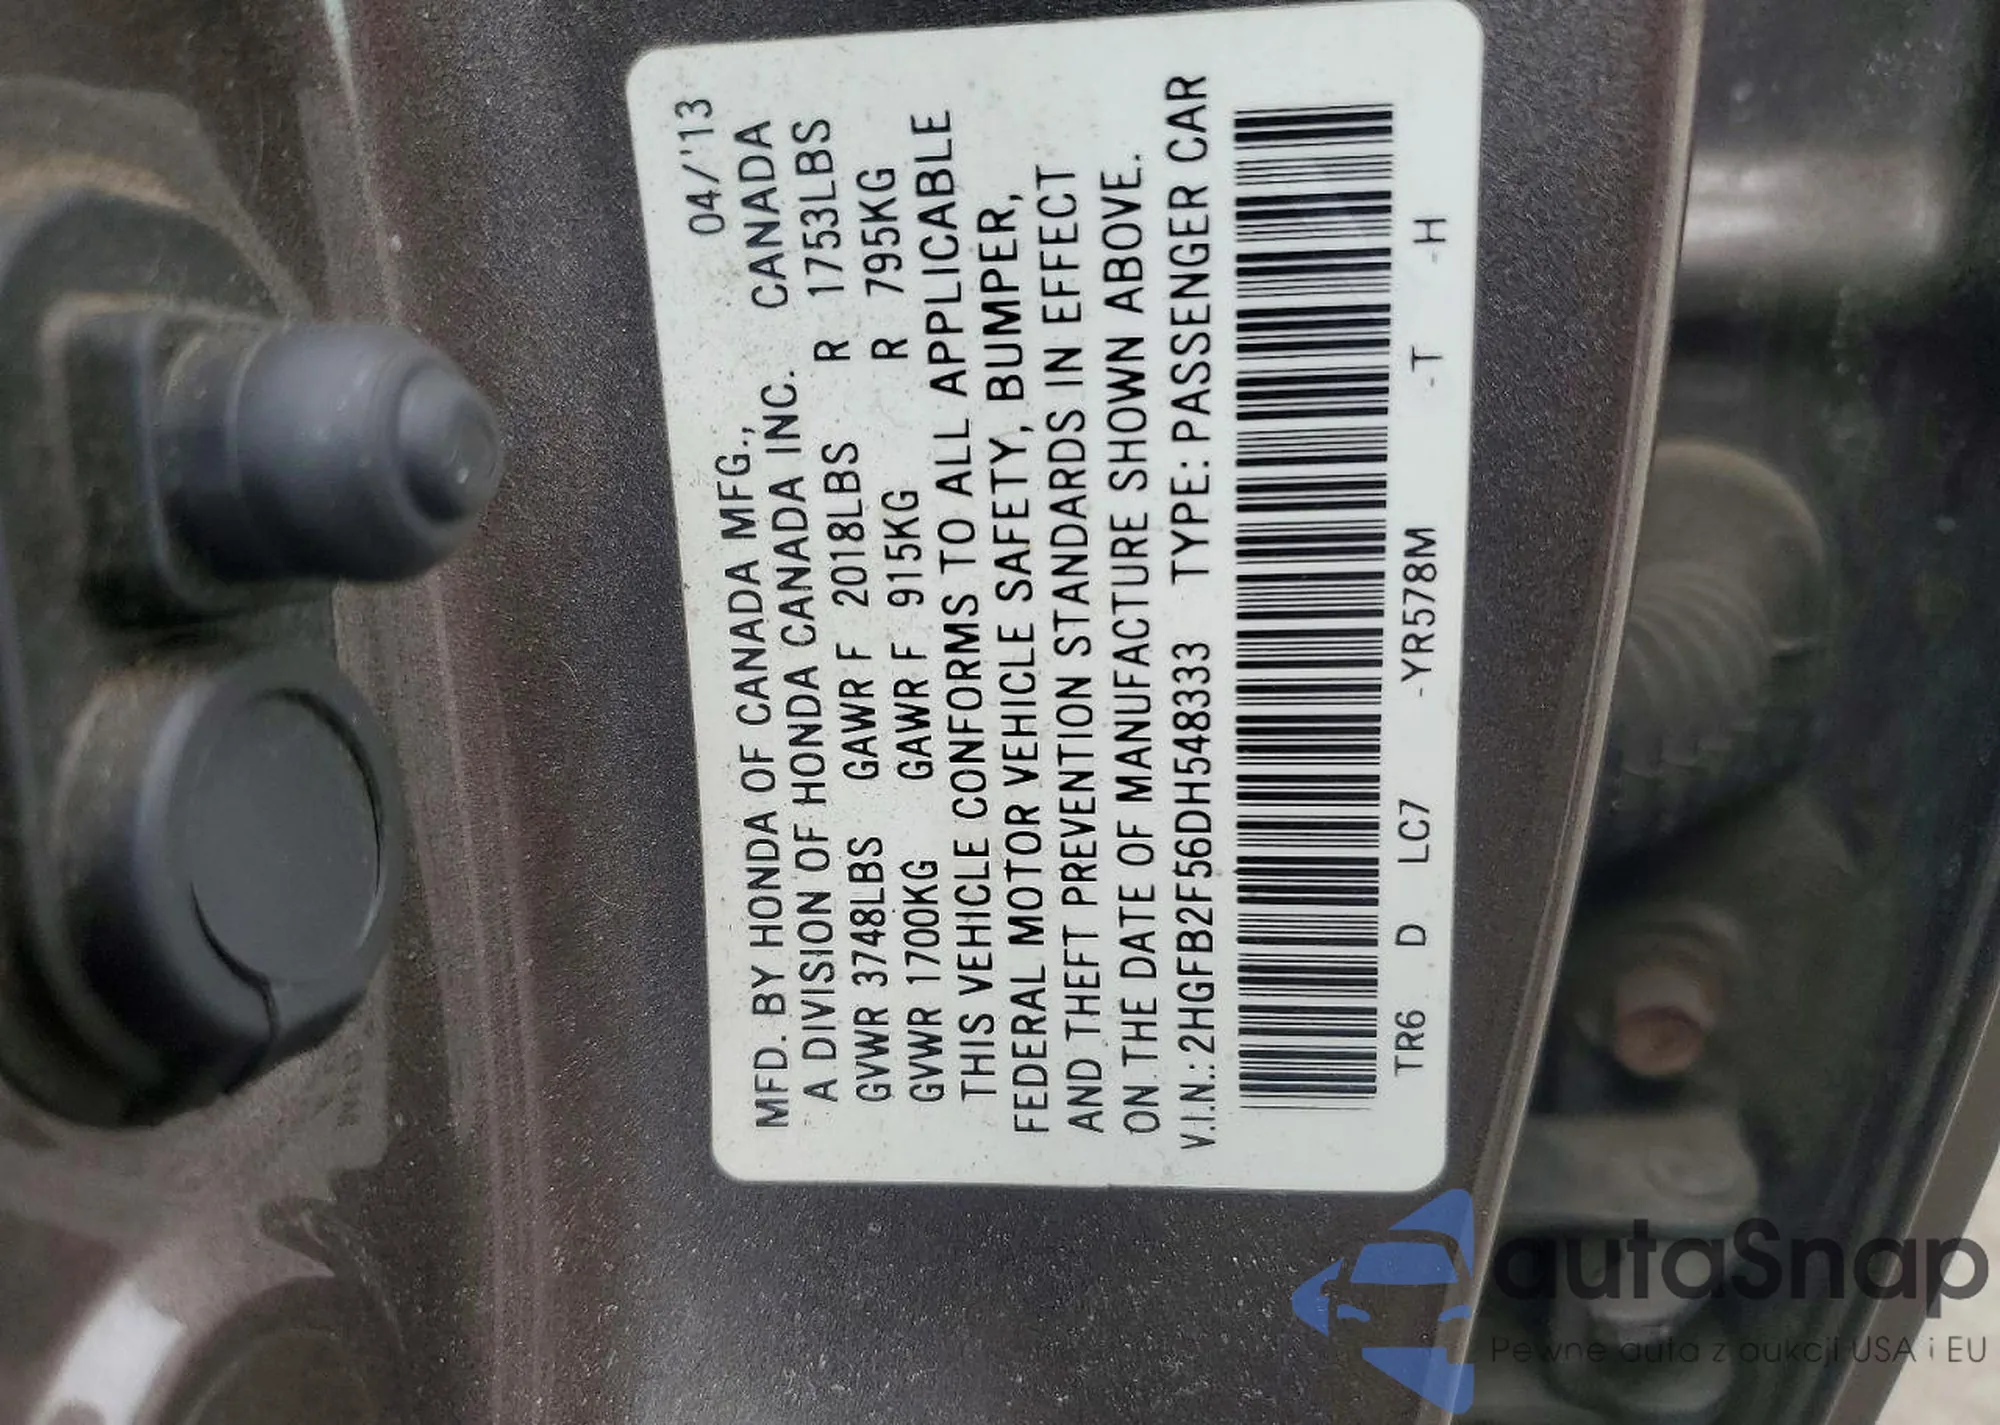 MFD. BY HONDA OF CANADA MFG., 04/'13
A DIVISION OF HONDA CANADA INC. CANADA
GVWR 3748LBS GAWR F 2018LBS R 1753LBS
GVWR 1700KG GAWR F 915KG R 795KG
THIS VEHICLE CONFORMS TO ALL APPLICABLE
FEDERAL MOTOR VEHICLE SAFETY, BUMPER,
AND THEFT PREVENTION STANDARDS IN EFFECT
ON THE DATE OF MANUFACTURE SHOWN ABOVE.
V.I.N.: 2HGFB2F56DH548333 TYPE: PASSENGER CAR
TR6 D LC7 -YR578M -T -H
autaSnap
Pewne auta z aukcji USA i EU